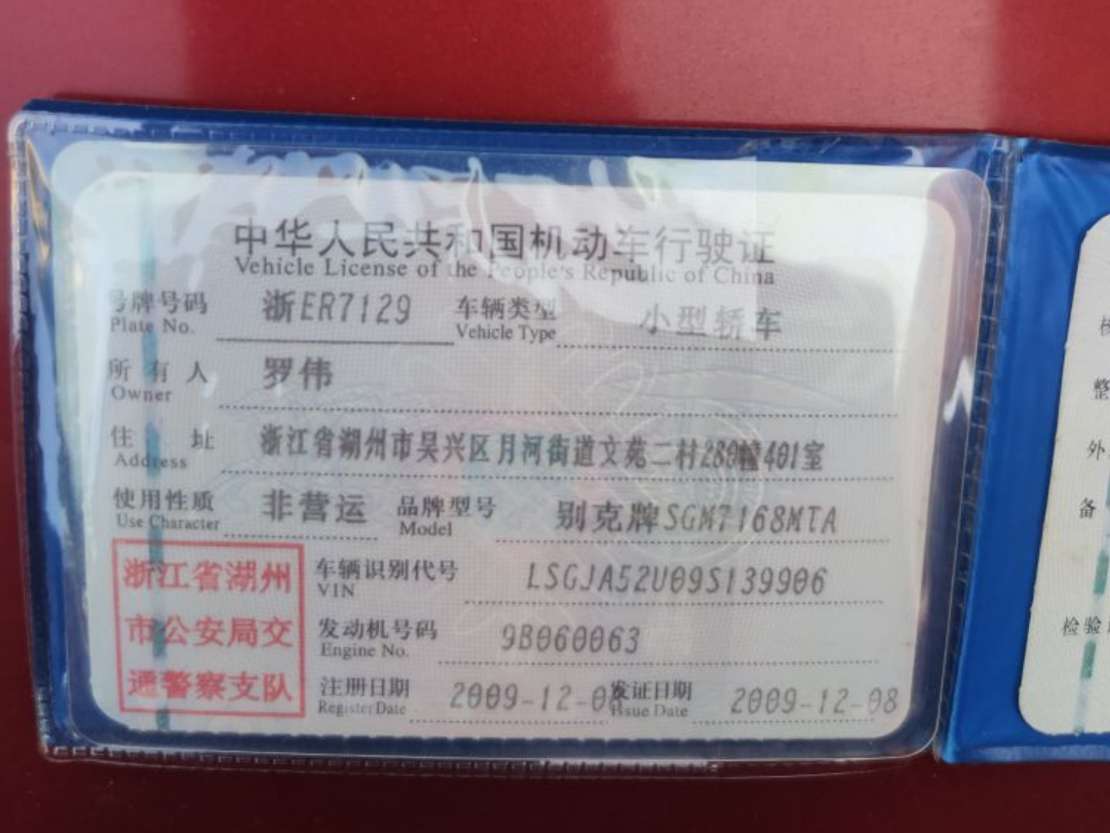 中华人民共和国机动车行驶证
Vehicle License of the People's Republic of China
号牌号码 浙ER7129 车辆类型 小型轿车
Plate No. Vehicle Type
所有人 罗伟
Owner
住址 浙江省湖州市吴兴区月河街道文苑二村280幢401室
Address
使用性质 非营运 品牌型号 别克牌SGM7168MTA
Use Character Model
浙江省湖州
市公安局交
通警察支队
车辆识别代号 LSGJA52U09S139906
VIN
发动机号码 9B060063
Engine No.
注册日期 2009-12-08 发证日期 2009-12-08
Register Date Issue Date
整
外
备
检验